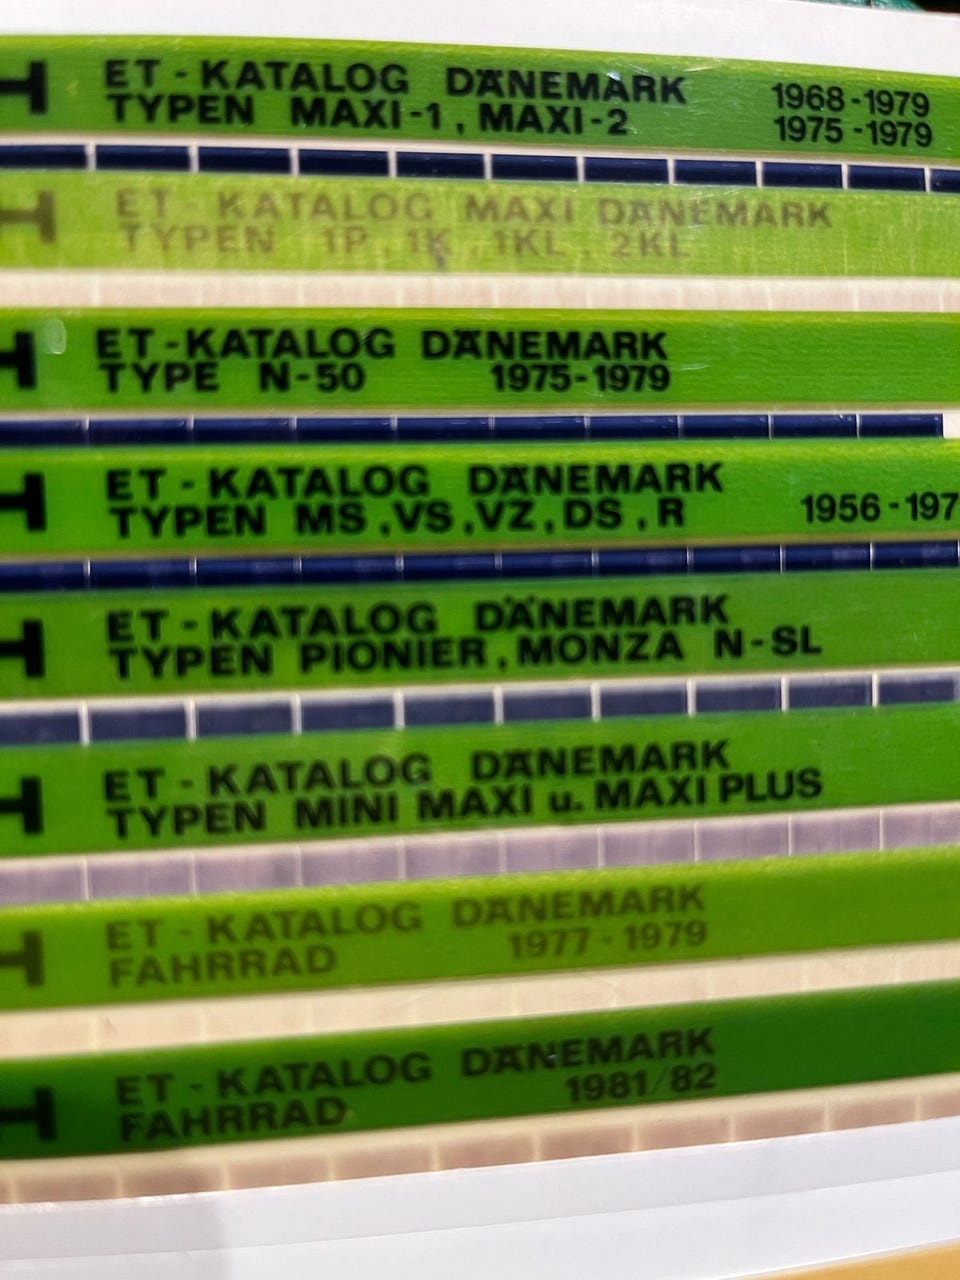 ET - KATALOG DÄNEMARK 1968 - 1979
TYPEN MAXI - 1 , MAXI - 2 1975 - 1979
ET - KATALOG MAXI DÄNEMARK
TYPEN 1P , 1K , 1KL , 2KL
ET - KATALOG DÄNEMARK
TYPE N - 50 1975 - 1979
ET - KATALOG DÄNEMARK
TYPEN MS , VS , VZ , DS , R 1956 - 197
ET - KATALOG DÄNEMARK
TYPEN PIONIER , MONZA N - SL
ET - KATALOG DÄNEMARK
TYPEN MINI MAXI u. MAXI PLUS
ET - KATALOG DÄNEMARK
FAHRRAD 1977 - 1979
ET - KATALOG DÄNEMARK
FAHRRAD 1981/82